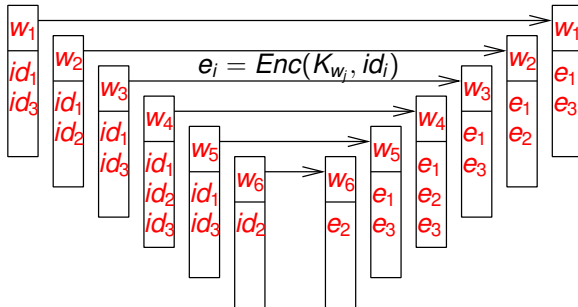 w₁
id₁
id₃
w₂
id₁
id₂
w₃
id₁
id₃
w₄
id₁
id₂
id₃
w₅
id₁
id₃
w₆
id₂
eᵢ = Enc(K_{w_j}, idᵢ)
w₆
e₂
w₅
e₁
e₃
w₄
e₁
e₂
e₃
w₃
e₁
e₃
w₂
e₁
e₂
w₁
e₁
e₃